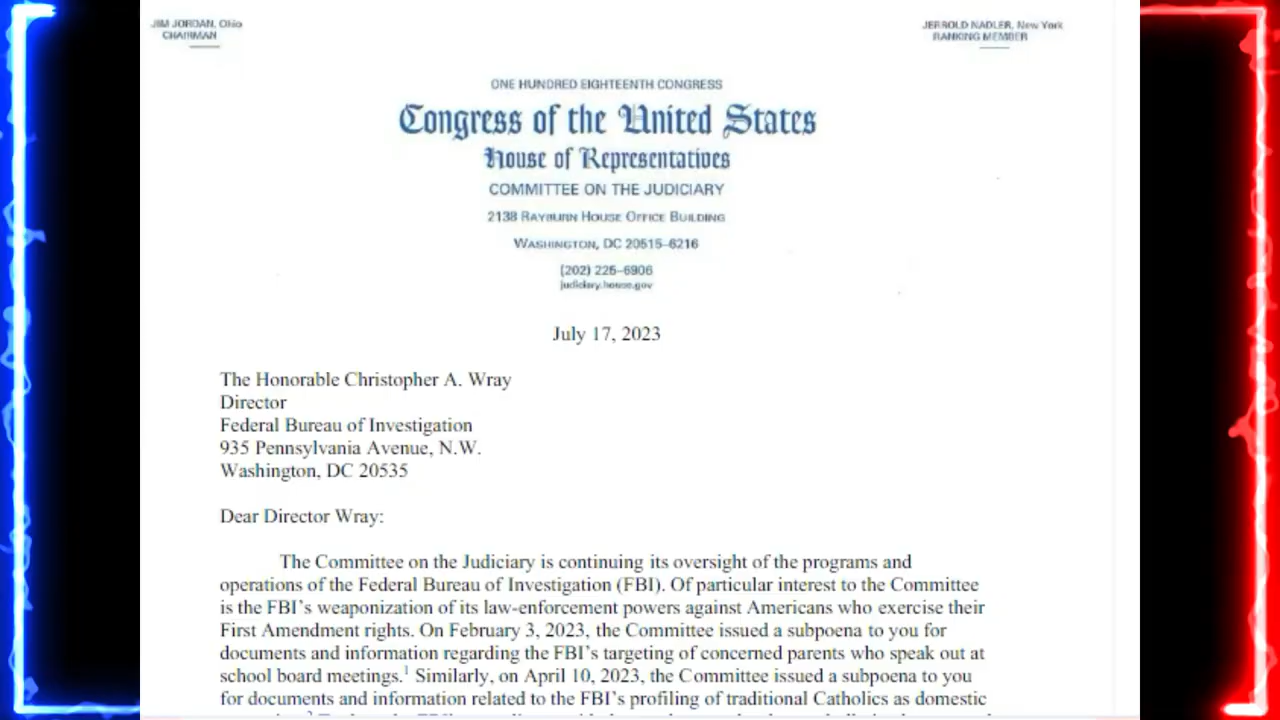 JIM JORDAN, Ohio
CHAIRMAN
JERROLD NADLER, New York
RANKING MEMBER
ONE HUNDRED EIGHTEENTH CONGRESS
Congress of the United States
House of Representatives
COMMITTEE ON THE JUDICIARY
2138 RAYBURN HOUSE OFFICE BUILDING
WASHINGTON, DC 20515–6216
(202) 225–6906
judiciary.house.gov
July 17, 2023
The Honorable Christopher A. Wray
Director
Federal Bureau of Investigation
935 Pennsylvania Avenue, N.W.
Washington, DC 20535
Dear Director Wray:
The Committee on the Judiciary is continuing its oversight of the programs and
operations of the Federal Bureau of Investigation (FBI). Of particular interest to the Committee
is the FBI's weaponization of its law-enforcement powers against Americans who exercise their
First Amendment rights. On February 3, 2023, the Committee issued a subpoena to you for
documents and information regarding the FBI's targeting of concerned parents who speak out at
school board meetings.1 Similarly, on April 10, 2023, the Committee issued a subpoena to you
for documents and information related to the FBI's profiling of traditional Catholics as domestic